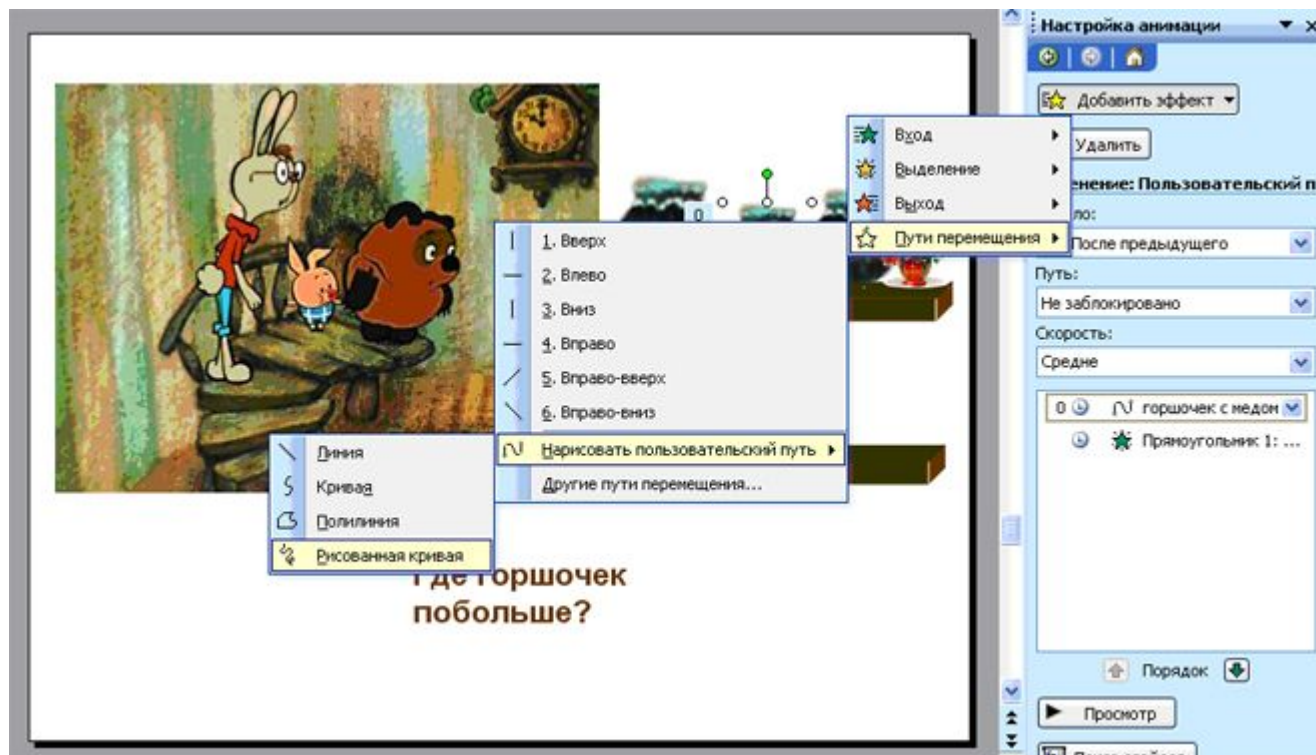 Настройка анимации
Добавить эффект
Удалить
Пользовательский
После предыдущего
Путь:
Не заблокировано
Скорость:
Средне
0 горшочек с медом
Прямоугольник 1: ...
Порядок
Просмотр
Вход
Выделение
Выход
Пути перемещения
0
1. Вверх
2. Влево
3. Вниз
4. Вправо
5. Вправо-вверх
6. Вправо-вниз
Нарисовать пользовательский путь
Другие пути перемещения...
Линия
Кривая
Полилиния
Рисованная кривая
Где горшочек
побольше?